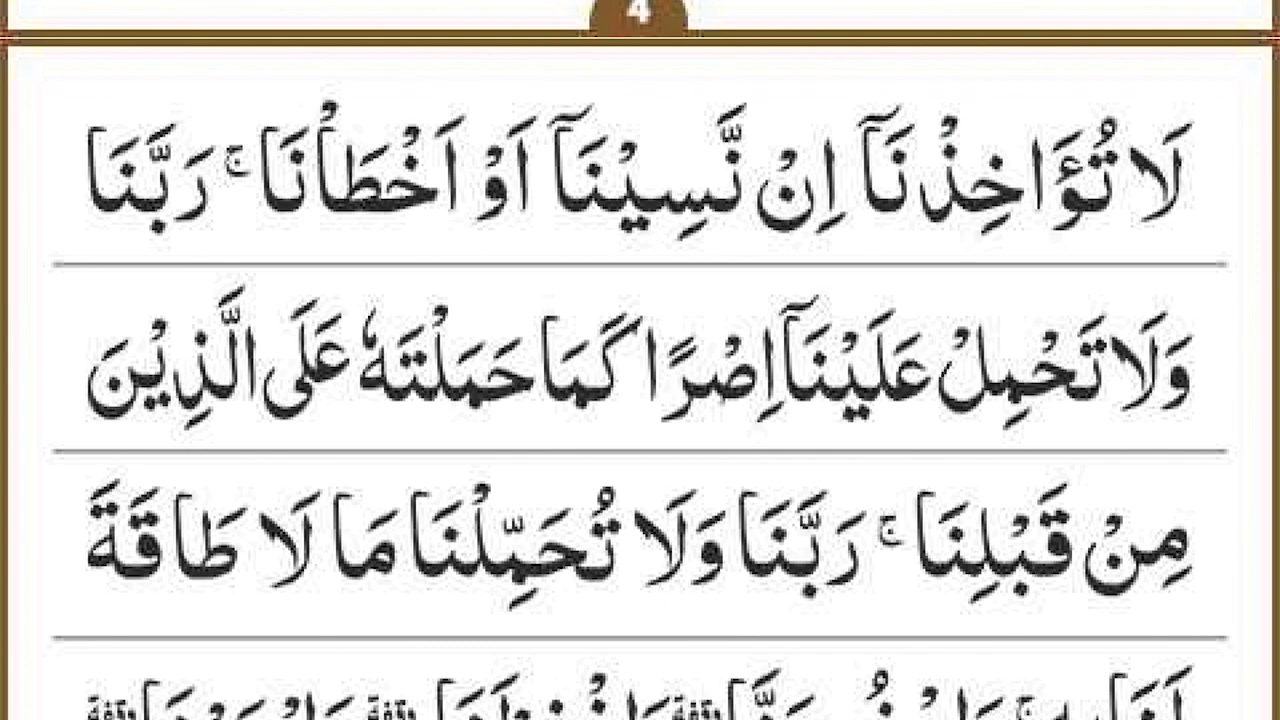 4
لَا تُؤَاخِذْنَآ اِنْ نَّسِيْنَآ اَوْ اَخْطَاْنَا ۚ رَبَّنَا
وَلَا تَحْمِلْ عَلَيْنَآ اِصْرًا كَمَا حَمَلْتَهٗ عَلَى الَّذِيْنَ
مِنْ قَبْلِنَا ۚ رَبَّنَا وَلَا تُحَمِّلْنَا مَا لَا طَاقَةَ